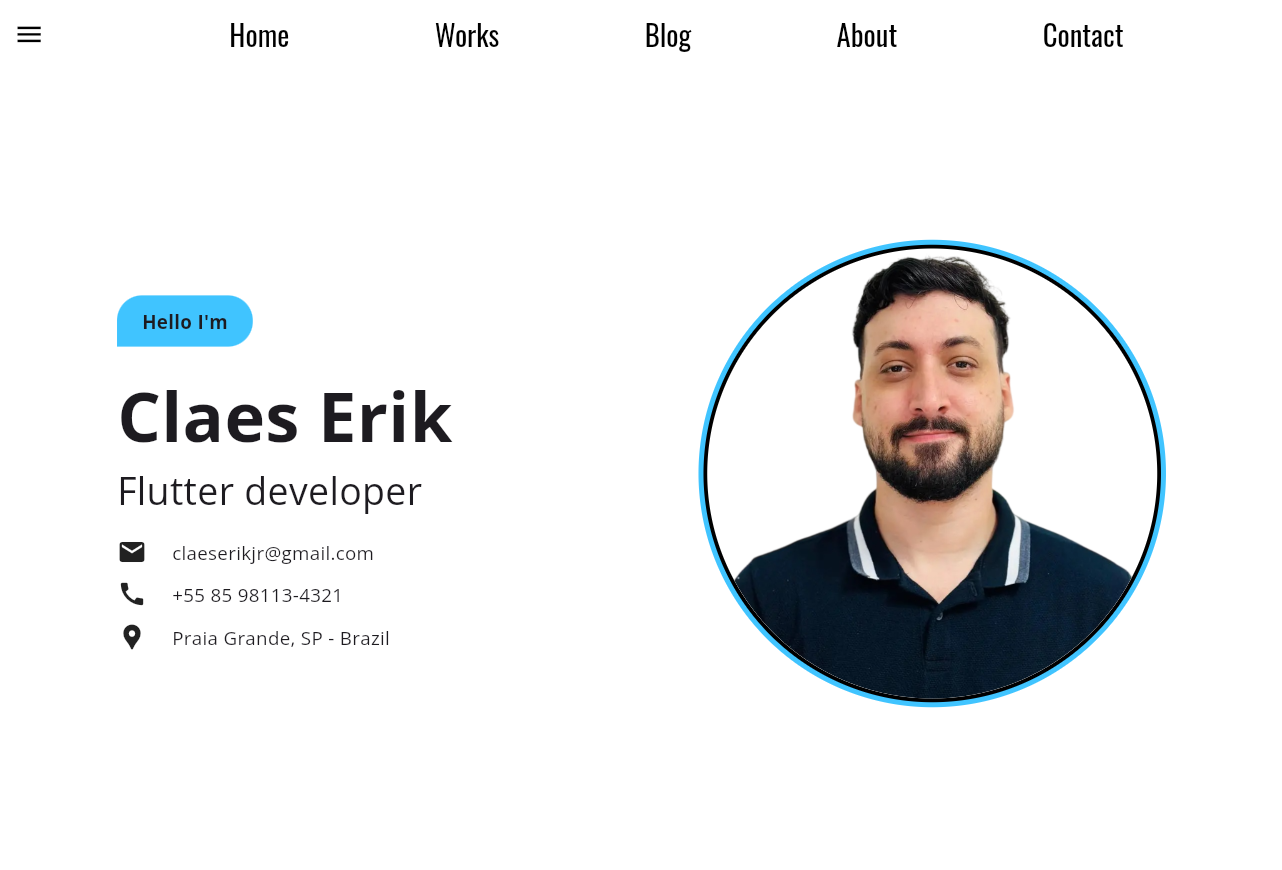 Home Works Blog About Contact
Hello I'm
Claes Erik
Flutter developer
claeserikjr@gmail.com
+55 85 98113-4321
Praia Grande, SP - Brazil